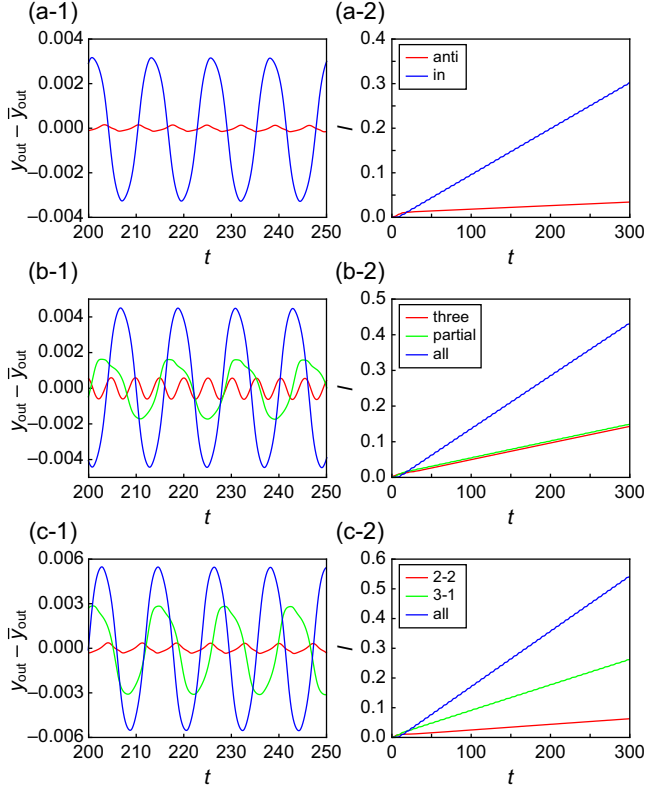 (a-1)
y_out − y̅_out
0.004
0.002
0.000
−0.002
−0.004
200 210 220 230 240 250
t
(a-2)
I
0.4
0.3
0.2
0.1
0.0
anti
in
0 100 200 300
t
(b-1)
y_out − y̅_out
0.004
0.002
0.000
−0.002
−0.004
200 210 220 230 240 250
t
(b-2)
I
0.5
0.4
0.3
0.2
0.1
0.0
three
partial
all
0 100 200 300
t
(c-1)
y_out − y̅_out
0.006
0.003
0.000
−0.003
−0.006
200 210 220 230 240 250
t
(c-2)
I
0.6
0.5
0.4
0.3
0.2
0.1
0.0
2-2
3-1
all
0 100 200 300
t